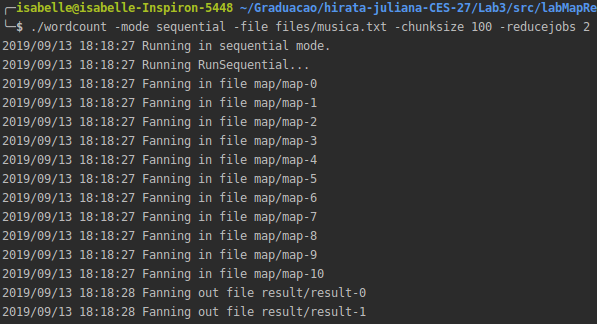 ┌─isabelle@isabelle-Inspiron-5448 ~/Graduacao/hirata-juliana-CES-27/Lab3/src/labMapRe
└─$ ./wordcount -mode sequential -file files/musica.txt -chunksize 100 -reducejobs 2
2019/09/13 18:18:27 Running in sequential mode.
2019/09/13 18:18:27 Running RunSequential...
2019/09/13 18:18:27 Fanning in file map/map-0
2019/09/13 18:18:27 Fanning in file map/map-1
2019/09/13 18:18:27 Fanning in file map/map-2
2019/09/13 18:18:27 Fanning in file map/map-3
2019/09/13 18:18:27 Fanning in file map/map-4
2019/09/13 18:18:27 Fanning in file map/map-5
2019/09/13 18:18:27 Fanning in file map/map-6
2019/09/13 18:18:27 Fanning in file map/map-7
2019/09/13 18:18:27 Fanning in file map/map-8
2019/09/13 18:18:27 Fanning in file map/map-9
2019/09/13 18:18:27 Fanning in file map/map-10
2019/09/13 18:18:28 Fanning out file result/result-0
2019/09/13 18:18:28 Fanning out file result/result-1